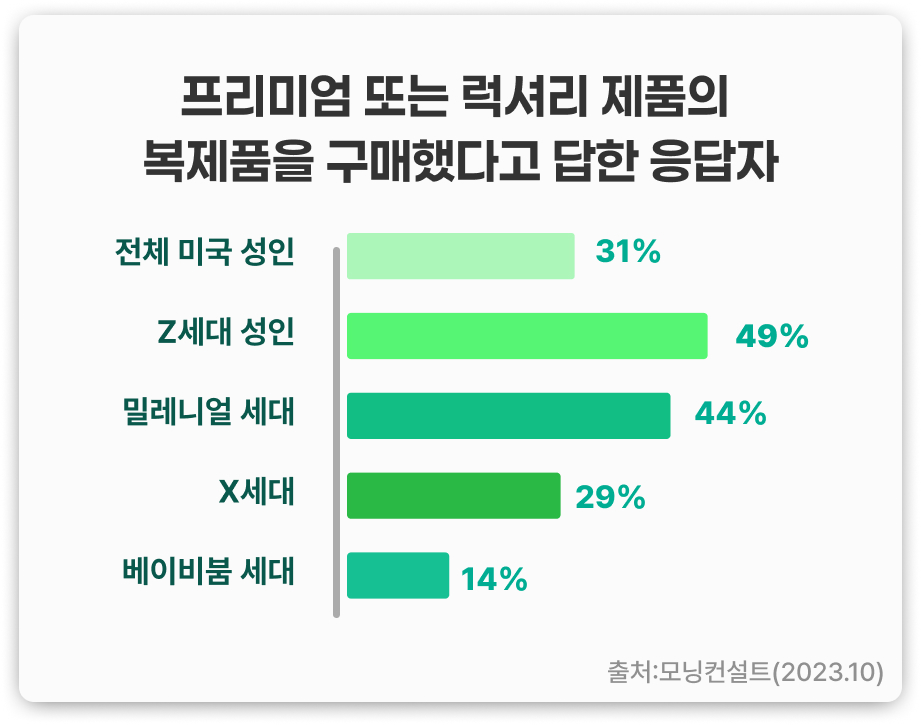 프리미엄 또는 럭셔리 제품의
복제품을 구매했다고 답한 응답자
전체 미국 성인
31%
Z세대 성인
49%
밀레니얼 세대
44%
X세대
29%
베이비붐 세대
14%
출처:모닝컨설트(2023.10)